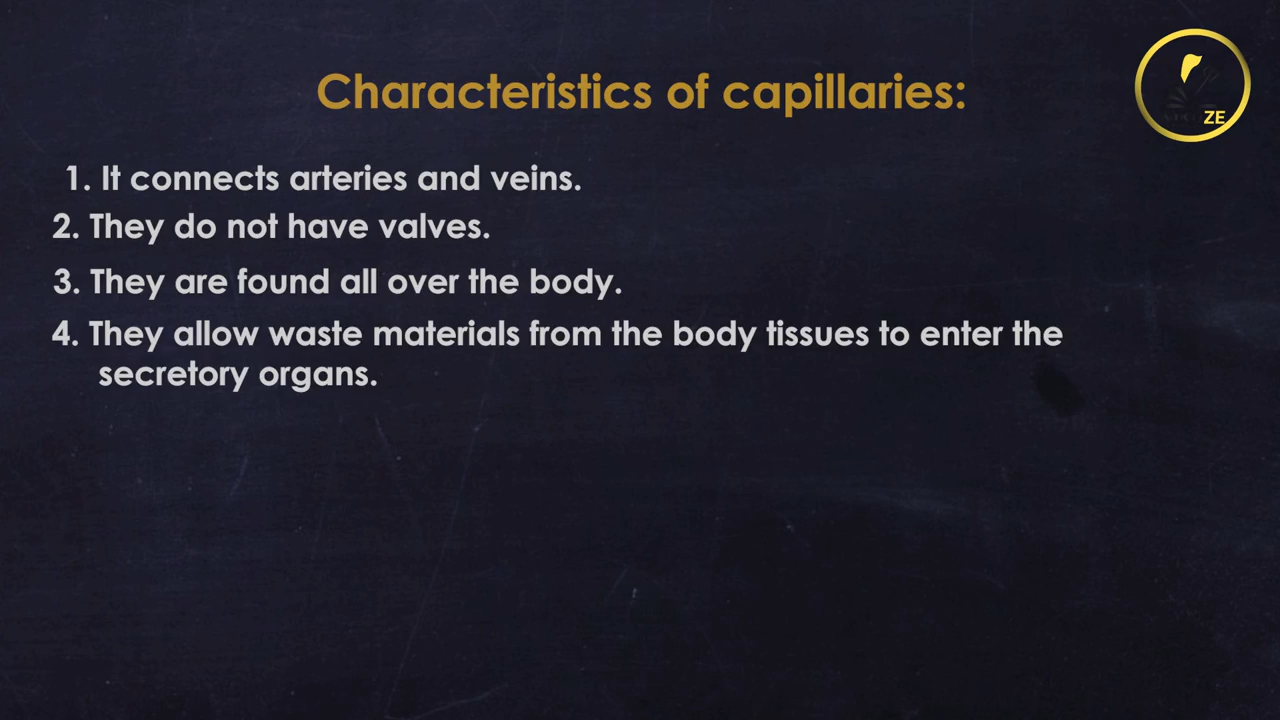 Characteristics of capillaries:
ZE
1. It connects arteries and veins.
2. They do not have valves.
3. They are found all over the body.
4. They allow waste materials from the body tissues to enter the
secretory organs.